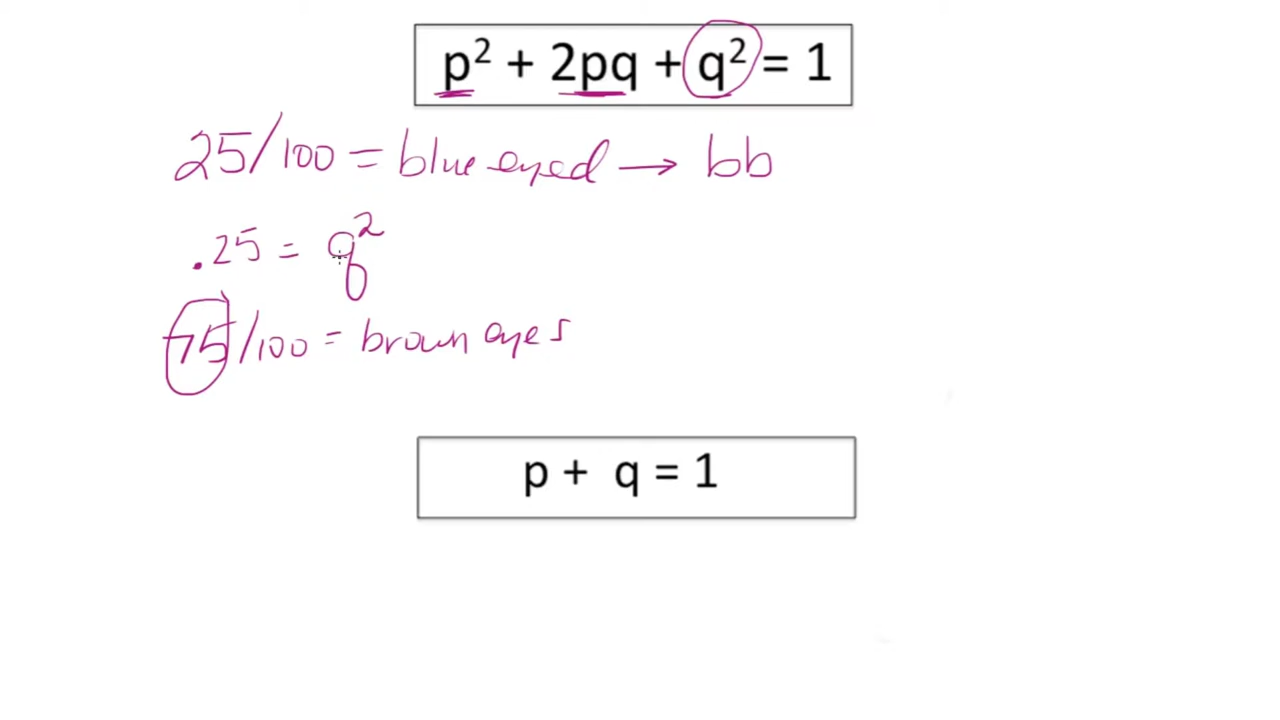 p² + 2pq + q² = 1
25/100 = blue eyed → bb
.25 = q²
75/100 = brown eyes
p + q = 1